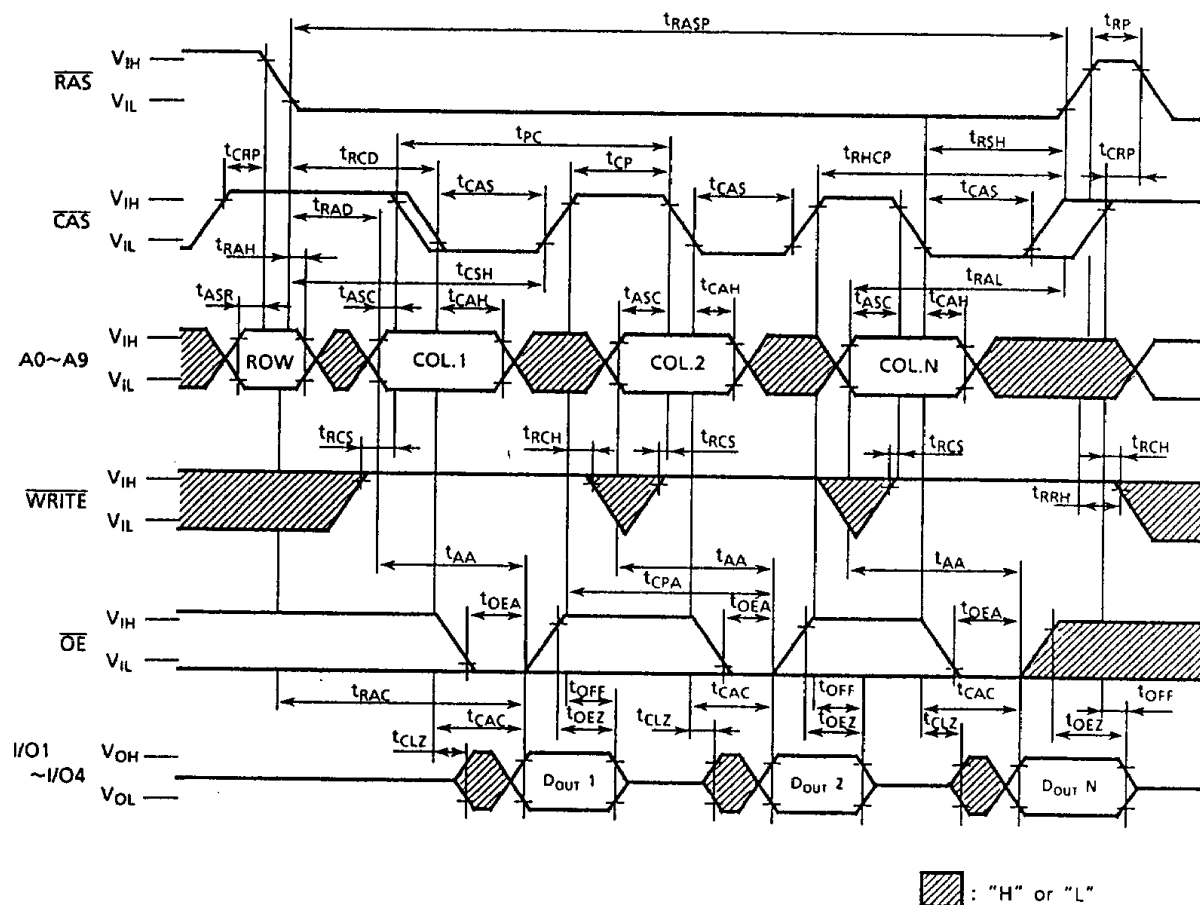 tRASP
tRP
RAS
VIH
VIL
tCRP
tRCD
tPC
tCP
tRHCP
tRSH
tCRP
CAS
VIH
VIL
tRAD
tCAS
tCAS
tCAS
tRAH
tCSH
tRAL
tASR
tASC
tCAH
tASC
tCAH
tASC
tCAH
A0~A9
VIH
VIL
ROW
COL.1
COL.2
COL.N
tRCS
tRCH
tRCS
tRCS
tRCH
WRITE
VIH
VIL
tRRH
tAA
tAA
tAA
tCPA
tOEA
tOEA
tOEA
OE
VIH
VIL
tRAC
tOFF
tCAC
tOFF
tCAC
tOFF
tCAC
tOEZ
tOEZ
tOEZ
tCLZ
tCLZ
tCLZ
I/O1
~I/O4
VOH
VOL
DOUT 1
DOUT 2
DOUT N
: "H" or "L"